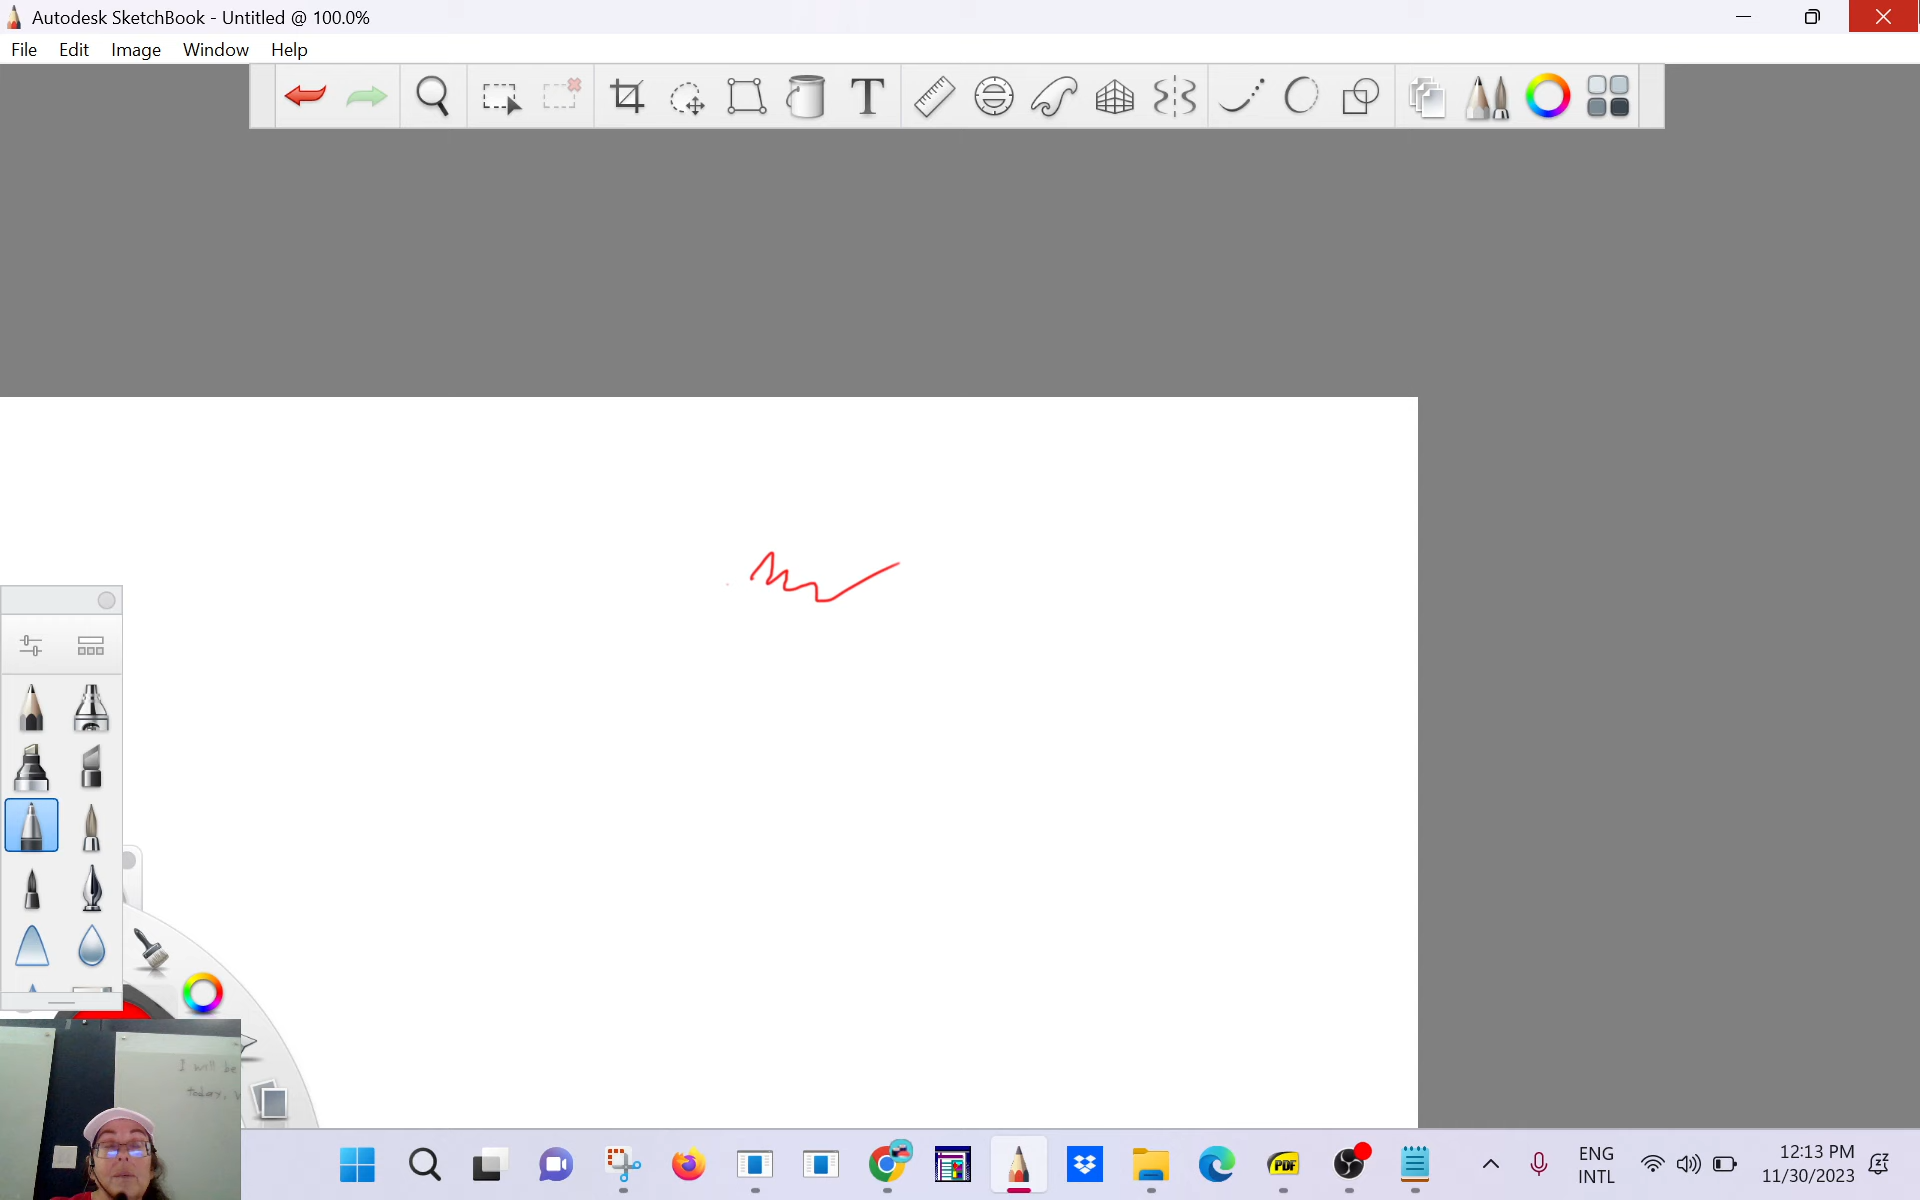 Autodesk SketchBook - Untitled @ 100.0%
File Edit Image Window Help
T
I will be
today,
PDF
ENG
INTL
12:13 PM
11/30/2023